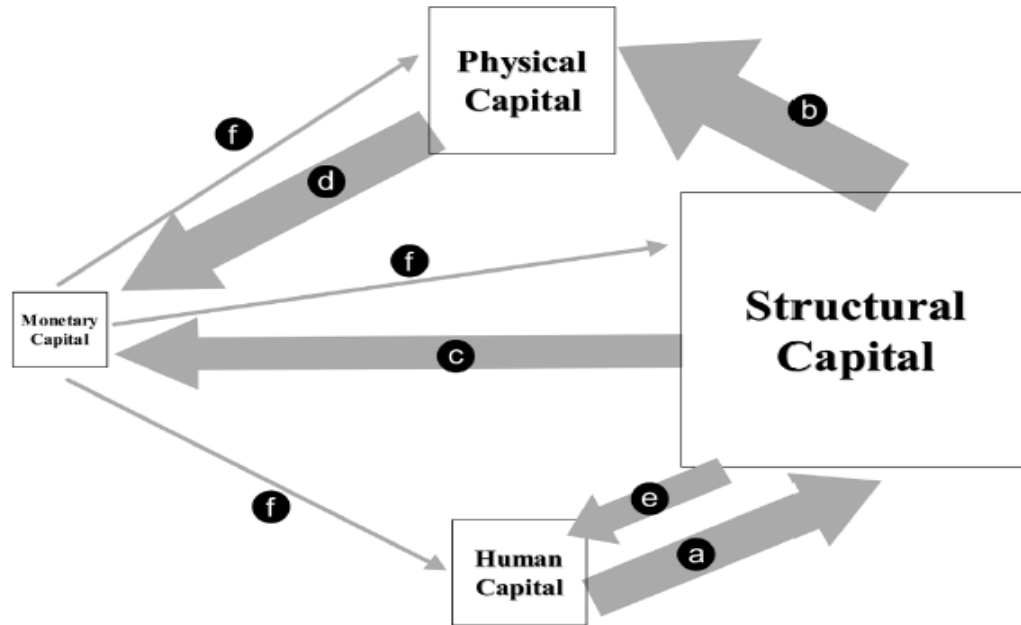 Physical
Capital
b
f
d
f
Structural
Capital
Monetary
Capital
c
e
f
a
Human
Capital